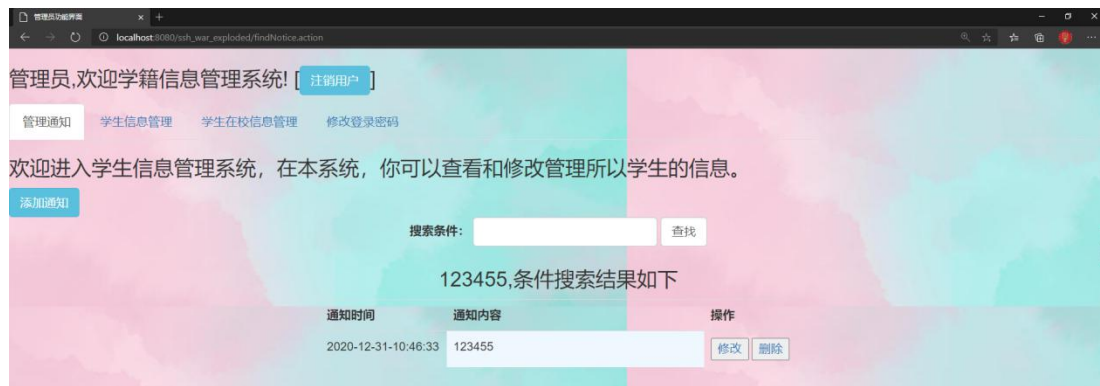 管理员功能界面
localhost:8080/ssh_war_exploded/findNotice.action
管理员,欢迎学籍信息管理系统! [ 注销用户 ]
管理通知 学生信息管理 学生在校信息管理 修改登录密码
欢迎进入学生信息管理系统，在本系统，你可以查看和修改管理所以学生的信息。
添加通知
搜索条件： 查找
123455,条件搜索结果如下
通知时间 通知内容 操作
2020-12-31-10:46:33 123455 修改 删除